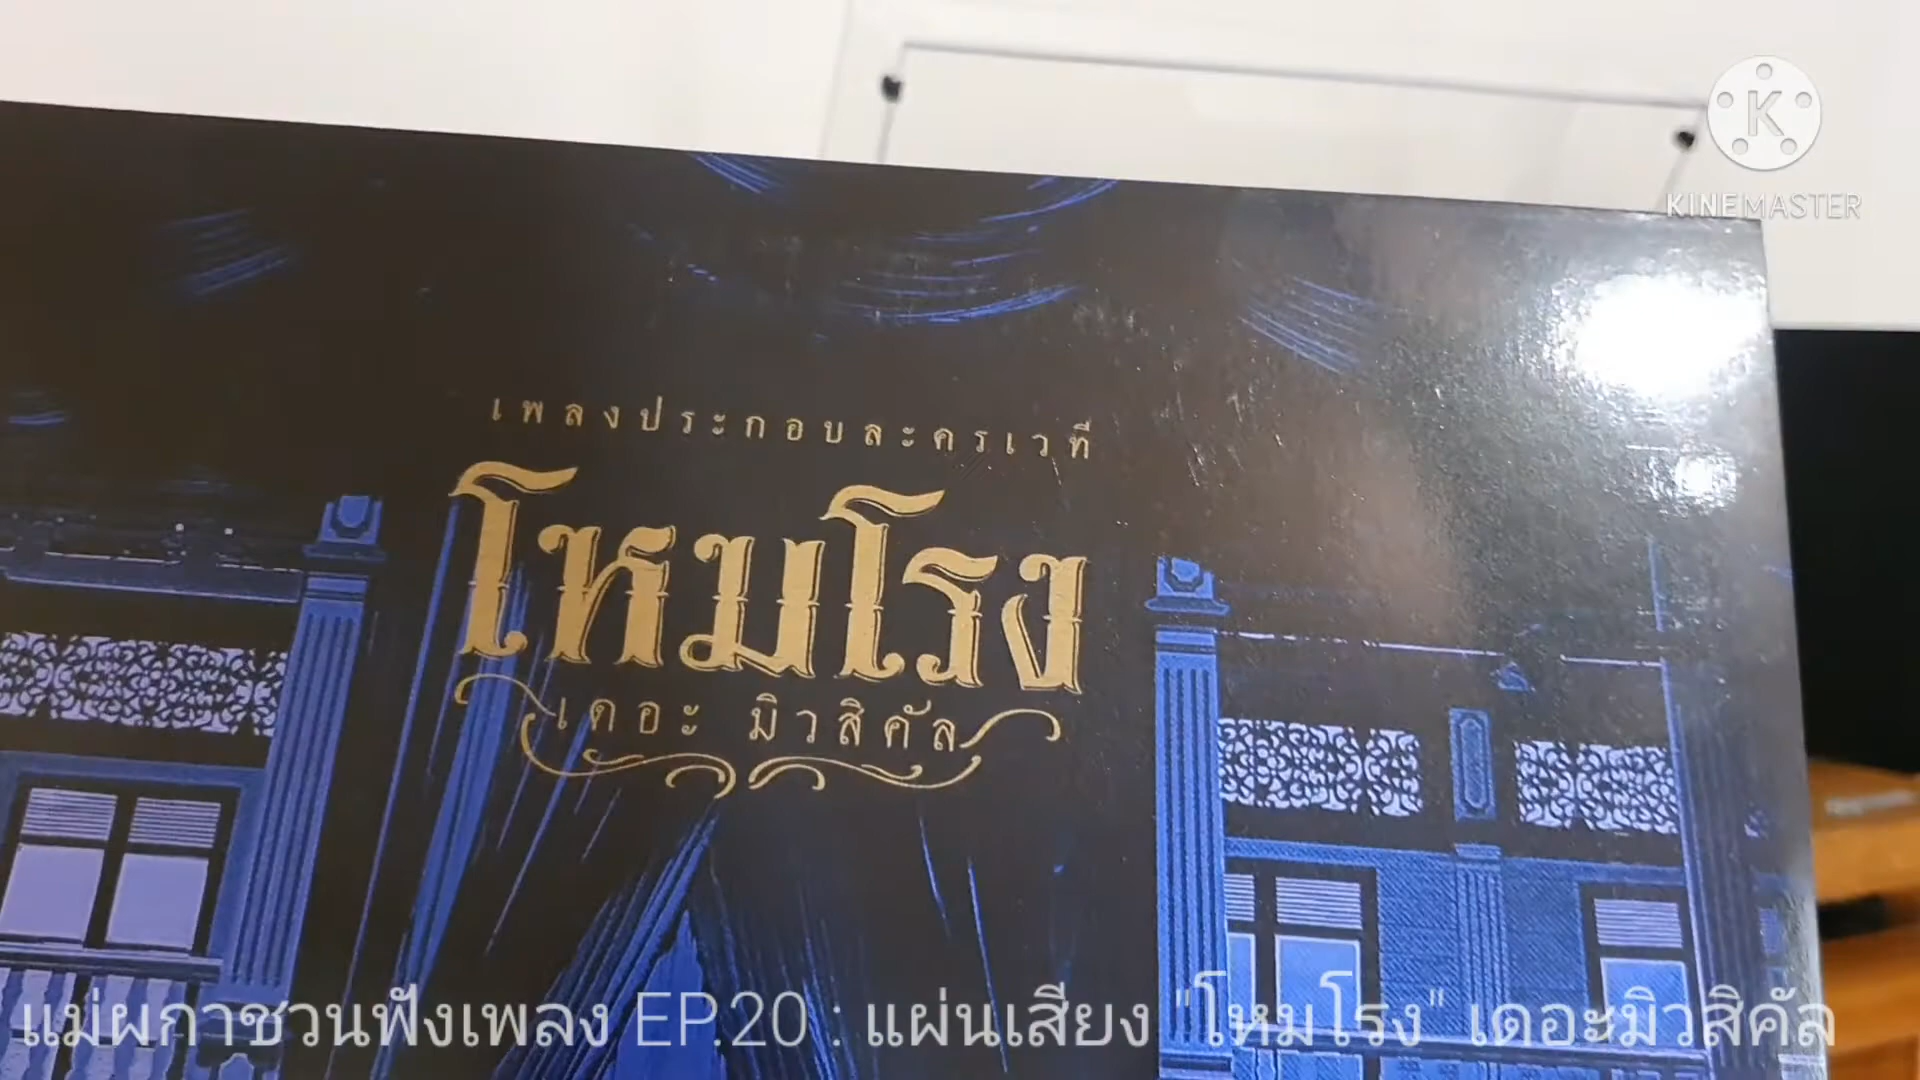 KINEMASTER
เพลงประกอบละครเวที
โหมโรง
เดอะ มิวสิคัล
แม่ผกาชวนฟังเพลง EP.20 : แผ่นเสียง "โหมโรง" เดอะมิวสิคัล